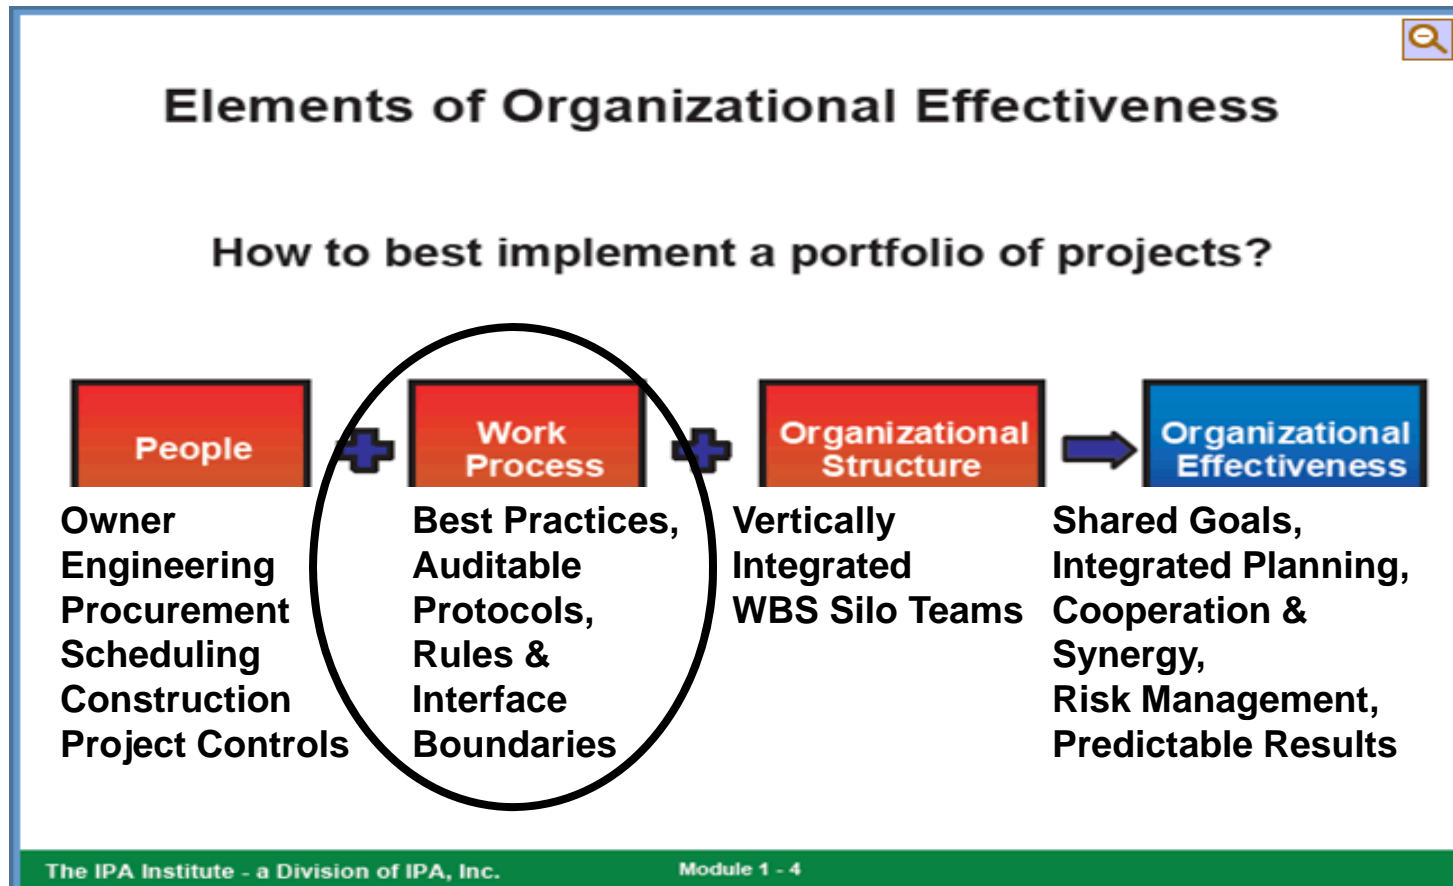 Elements of Organizational Effectiveness
How to best implement a portfolio of projects?
People
Work
Process
Organizational
Structure
Organizational
Effectiveness
Owner
Engineering
Procurement
Scheduling
Construction
Project Controls
Best Practices,
Auditable
Protocols,
Rules &
Interface
Boundaries
Vertically
Integrated
WBS Silo Teams
Shared Goals,
Integrated Planning,
Cooperation &
Synergy,
Risk Management,
Predictable Results
The IPA Institute - a Division of IPA, Inc.
Module 1 - 4